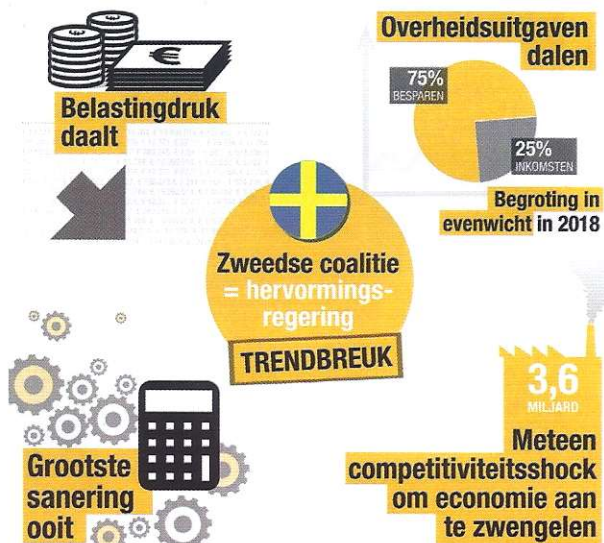 Belastingdruk
daalt
Overheidsuitgaven
dalen
75%
BESPAREN
25%
INKOMSTEN
Begroting in
evenwicht in 2018
Zweedse coalitie
= hervormings-
regering
TRENDBREUK
Grootste
sanering
ooit
3,6
MILJARD
Meteen
competitiviteitsshock
om economie aan
te zwengelen